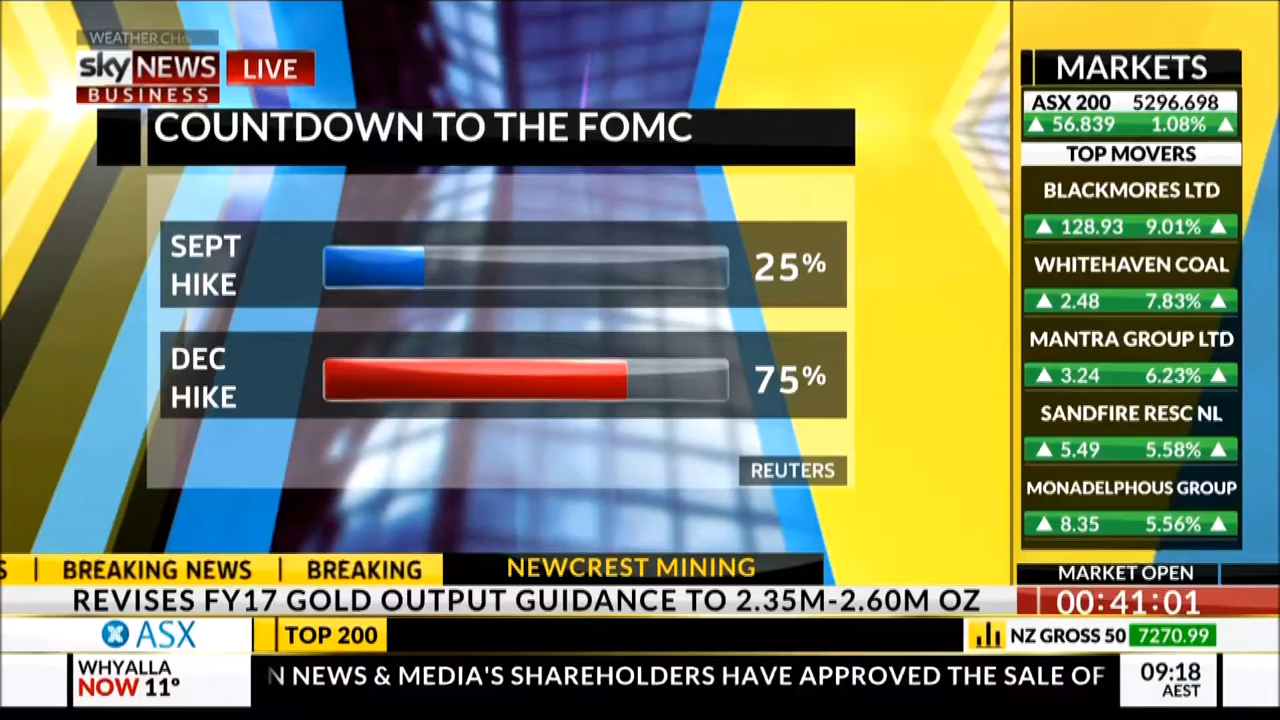 WEATHER
sky NEWS
LIVE
BUSINESS
COUNTDOWN TO THE FOMC
SEPT
HIKE
25%
DEC
HIKE
75%
REUTERS
MARKETS
ASX 200 5296.698
▲ 56.839 1.08% ▲
TOP MOVERS
BLACKMORES LTD
▲ 128.93 9.01% ▲
WHITEHAVEN COAL
▲ 2.48 7.83% ▲
MANTRA GROUP LTD
▲ 3.24 6.23% ▲
SANDFIRE RESC NL
▲ 5.49 5.58% ▲
MONADELPHOUS GROUP
▲ 8.35 5.56% ▲
MARKET OPEN
00:41:01
S | BREAKING NEWS | BREAKING
NEWCREST MINING
REVISES FY17 GOLD OUTPUT GUIDANCE TO 2.35M-2.60M OZ
ASX
TOP 200
NZ GROSS 50 7270.99
WHYALLA
NOW 11°
N NEWS & MEDIA'S SHAREHOLDERS HAVE APPROVED THE SALE OF
09:18
AEST